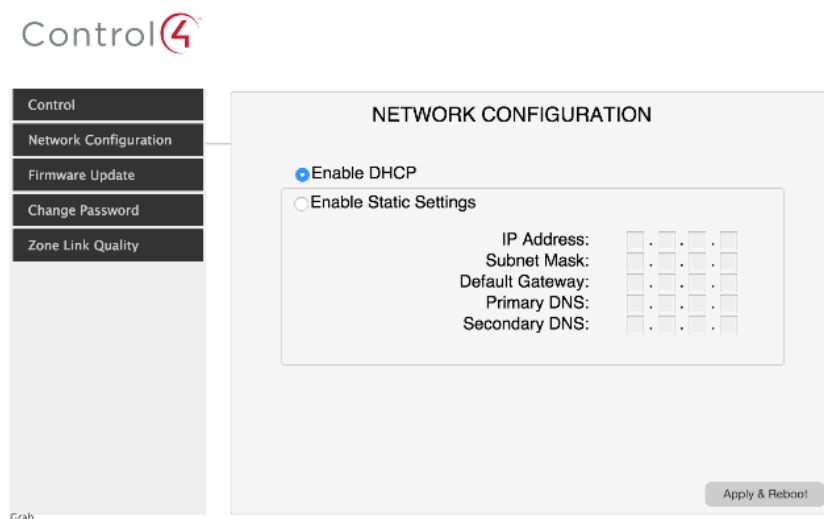 Control4
Control
Network Configuration
Firmware Update
Change Password
Zone Link Quality
NETWORK CONFIGURATION
Enable DHCP
Enable Static Settings
IP Address:
Subnet Mask:
Default Gateway:
Primary DNS:
Secondary DNS:
Apply & Reboot
Grab